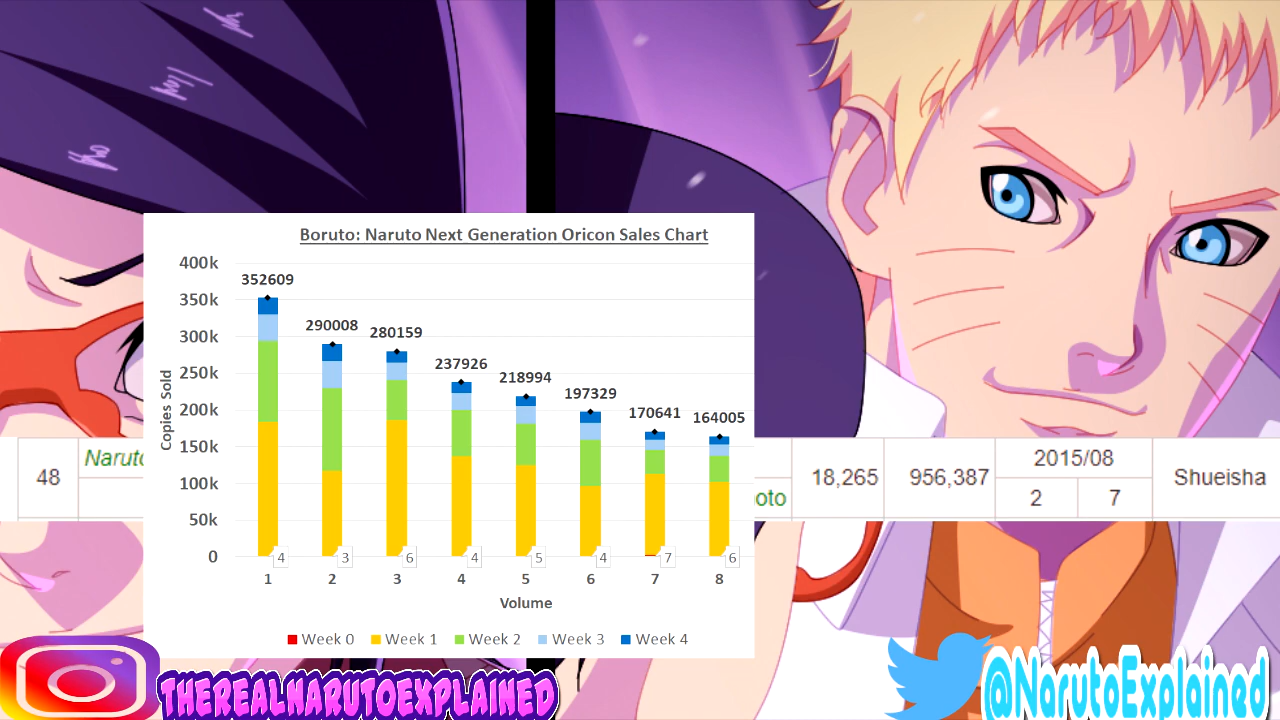 Boruto: Naruto Next Generation Oricon Sales Chart
400k
350k
300k
250k
200k
150k
100k
50k
0
Copies Sold
352609
290008
280159
237926
218994
197329
170641
164005
4 3 6 4 5 4 7 6
1 2 3 4 5 6 7 8
Volume
Week 0 Week 1 Week 2 Week 3 Week 4
48
18,265 956,387 2015/08 Shueisha
2 7
THEREALNARUTOEXPLAINED
@NarutoExplained